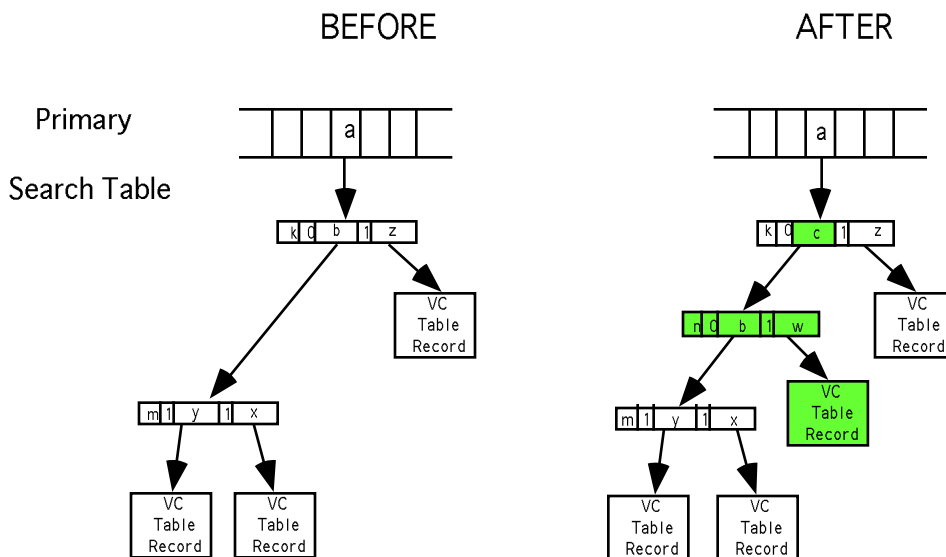 BEFORE
AFTER
Primary
Search Table
a
k 0 b 1 z
VC
Table
Record
m 1 y 1 x
VC
Table
Record
VC
Table
Record
a
k 0 c 1 z
VC
Table
Record
n 0 b 1 w
VC
Table
Record
m 1 y 1 x
VC
Table
Record
VC
Table
Record